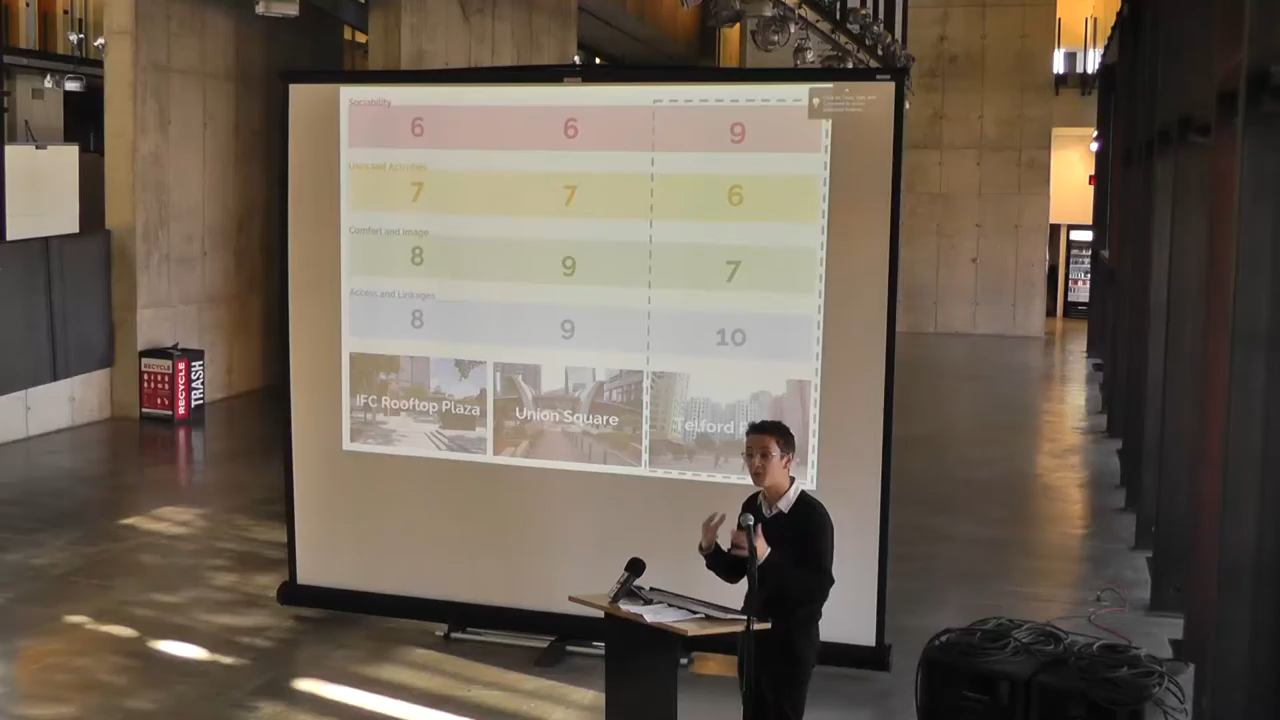 Sociability
6 6 9
Uses and Activities
7 7 6
Comfort and Image
8 9 7
Access and Linkages
8 9 10
IFC Rooftop Plaza
Union Square
Telford
RECYCLE
RECYCLE
TRASH